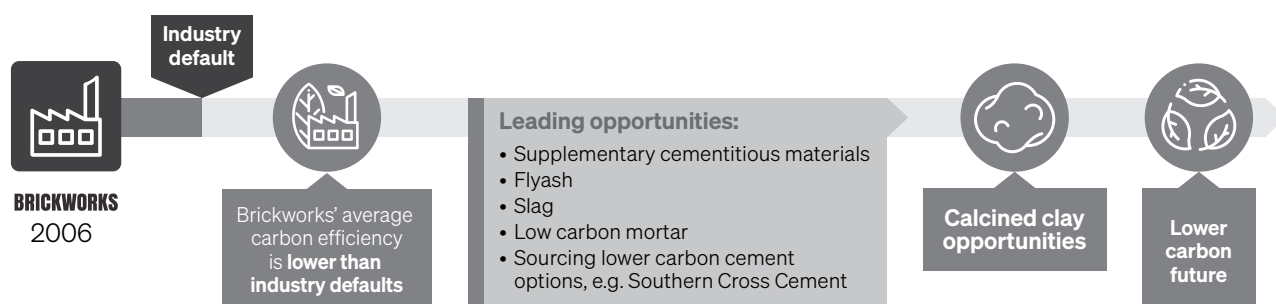 Industry
default
BRICKWORKS
2006
Brickworks’ average
carbon efficiency
is lower than
industry defaults
Leading opportunities:
• Supplementary cementitious materials
• Flyash
• Slag
• Low carbon mortar
• Sourcing lower carbon cement
options, e.g. Southern Cross Cement
Calcined clay
opportunities
Lower
carbon
future